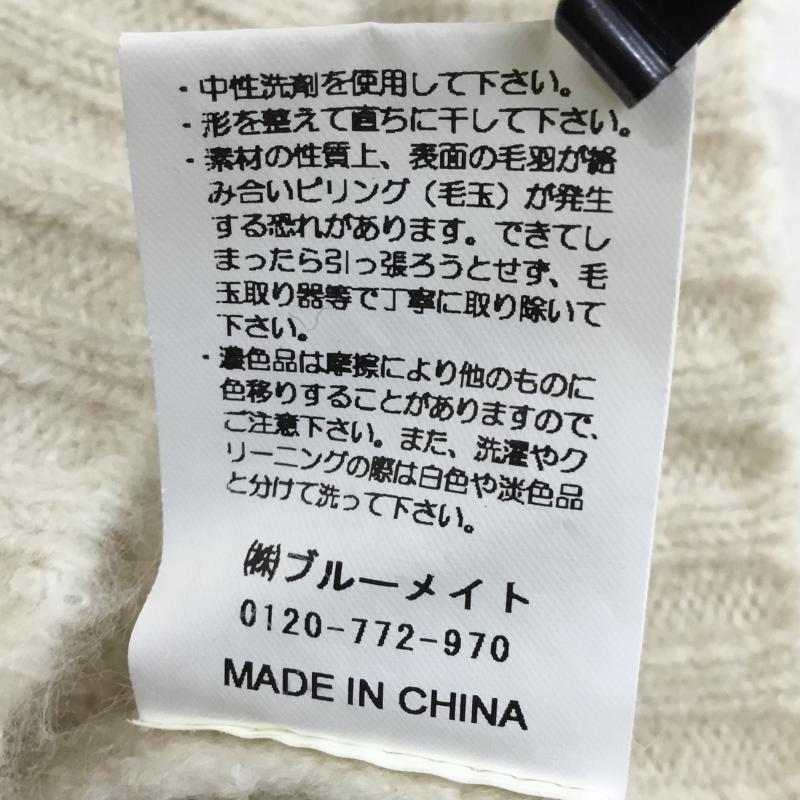 ・中性洗剤を使用して下さい。
・形を整えて直ちに干して下さい。
・素材の性質上、表面の毛羽が絡
み合いピリング（毛玉）が発生
する恐れがあります。できてし
まったら引っ張ろうとせず、毛
玉取り器等で丁寧に取り除いて
下さい。
・濃色品は摩擦により他のものに
色移りすることがありますので、
ご注意下さい。また、洗濯やク
リーニングの際は白色や淡色品
と分けて洗って下さい。
㈱ブルーメイト
0120-772-970
MADE IN CHINA